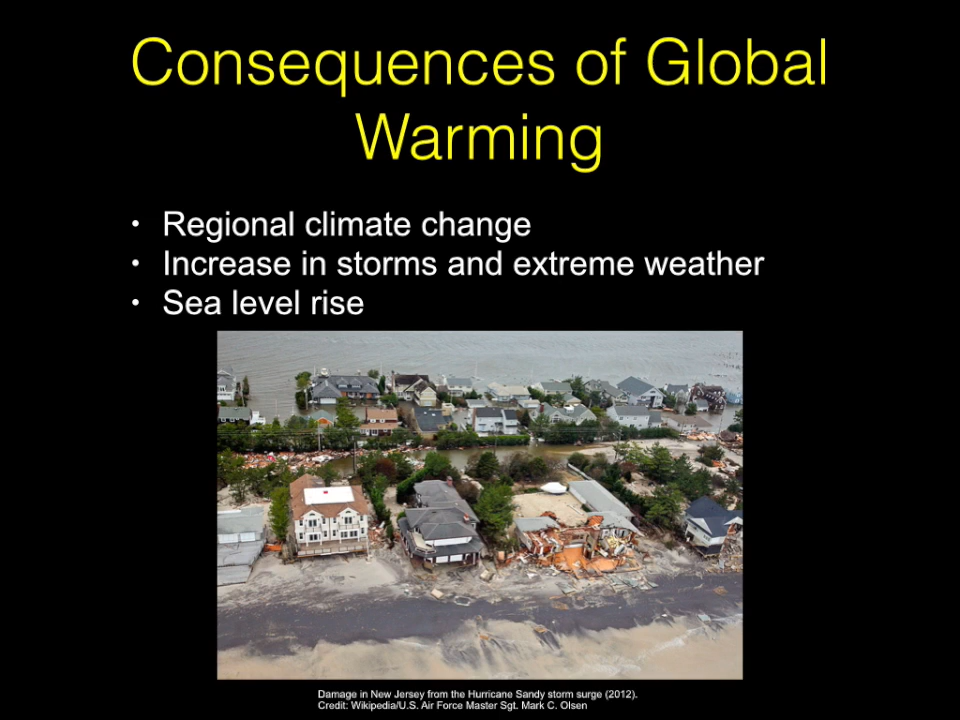 Consequences of Global
Warming
• Regional climate change
• Increase in storms and extreme weather
• Sea level rise
Damage in New Jersey from the Hurricane Sandy storm surge (2012).
Credit: Wikipedia/U.S. Air Force Master Sgt. Mark C. Olsen